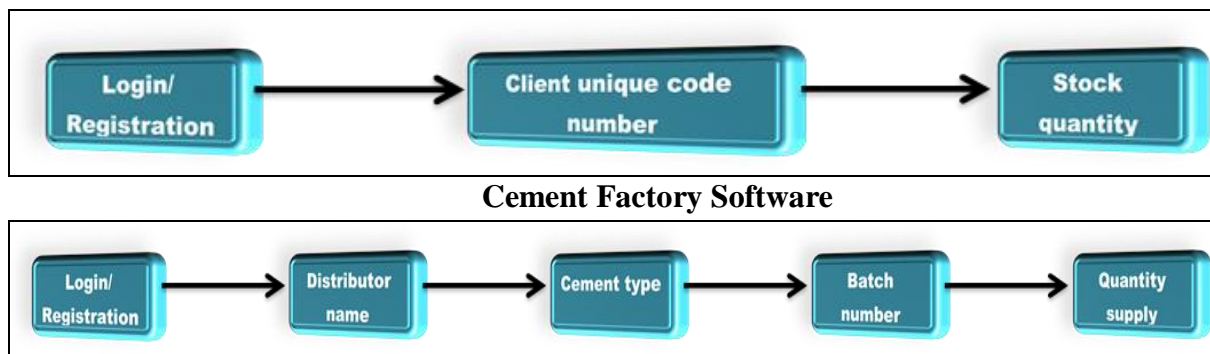 Login/
Registration
Client unique code
number
Stock
quantity
Cement Factory Software
Login/
Registration
Distributor
name
Cement type
Batch
number
Quantity
supply